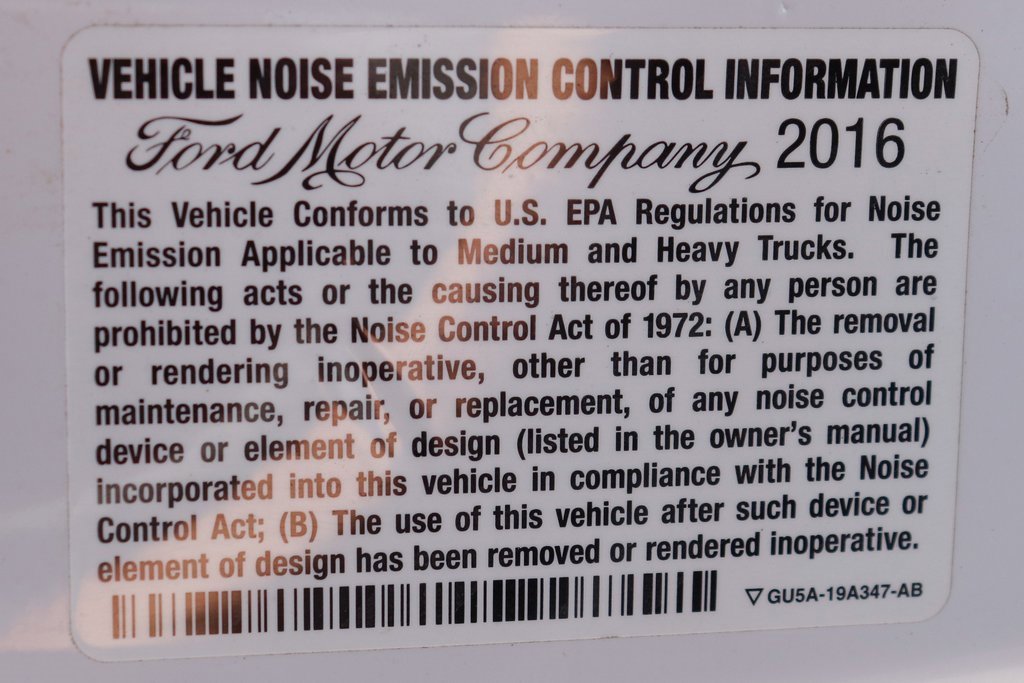 VEHICLE NOISE EMISSION CONTROL INFORMATION
Ford Motor Company 2016
This Vehicle Conforms to U.S. EPA Regulations for Noise
Emission Applicable to Medium and Heavy Trucks. The
following acts or the causing thereof by any person are
prohibited by the Noise Control Act of 1972: (A) The removal
or rendering inoperative, other than for purposes of
maintenance, repair, or replacement, of any noise control
device or element of design (listed in the owner's manual)
incorporated into this vehicle in compliance with the Noise
Control Act; (B) The use of this vehicle after such device or
element of design has been removed or rendered inoperative.
▽ GU5A-19A347-AB